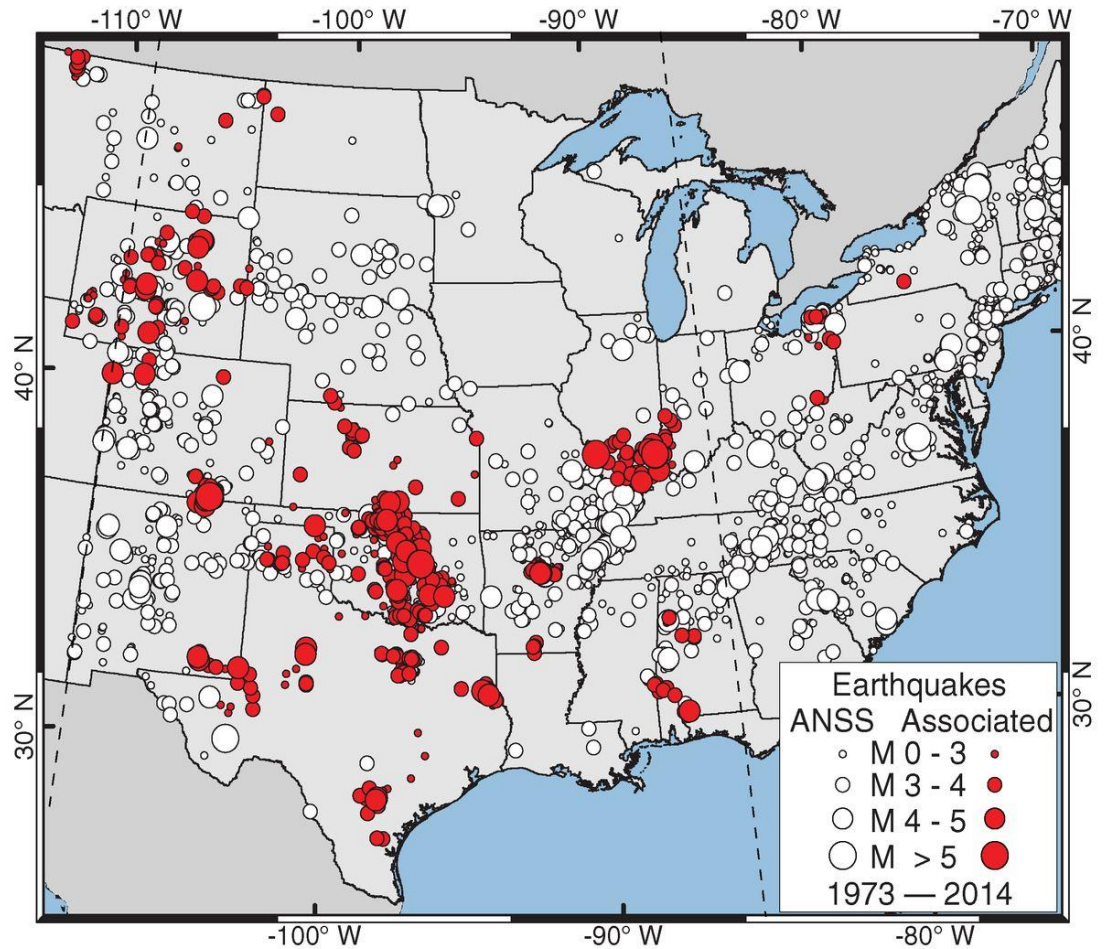 -110° W -100° W -90° W -80° W -70° W
40° N
40° N
30° N
30° N
Earthquakes
ANSS Associated
M 0 - 3
M 3 - 4
M 4 - 5
M > 5
1973 — 2014
-100° W -90° W -80° W